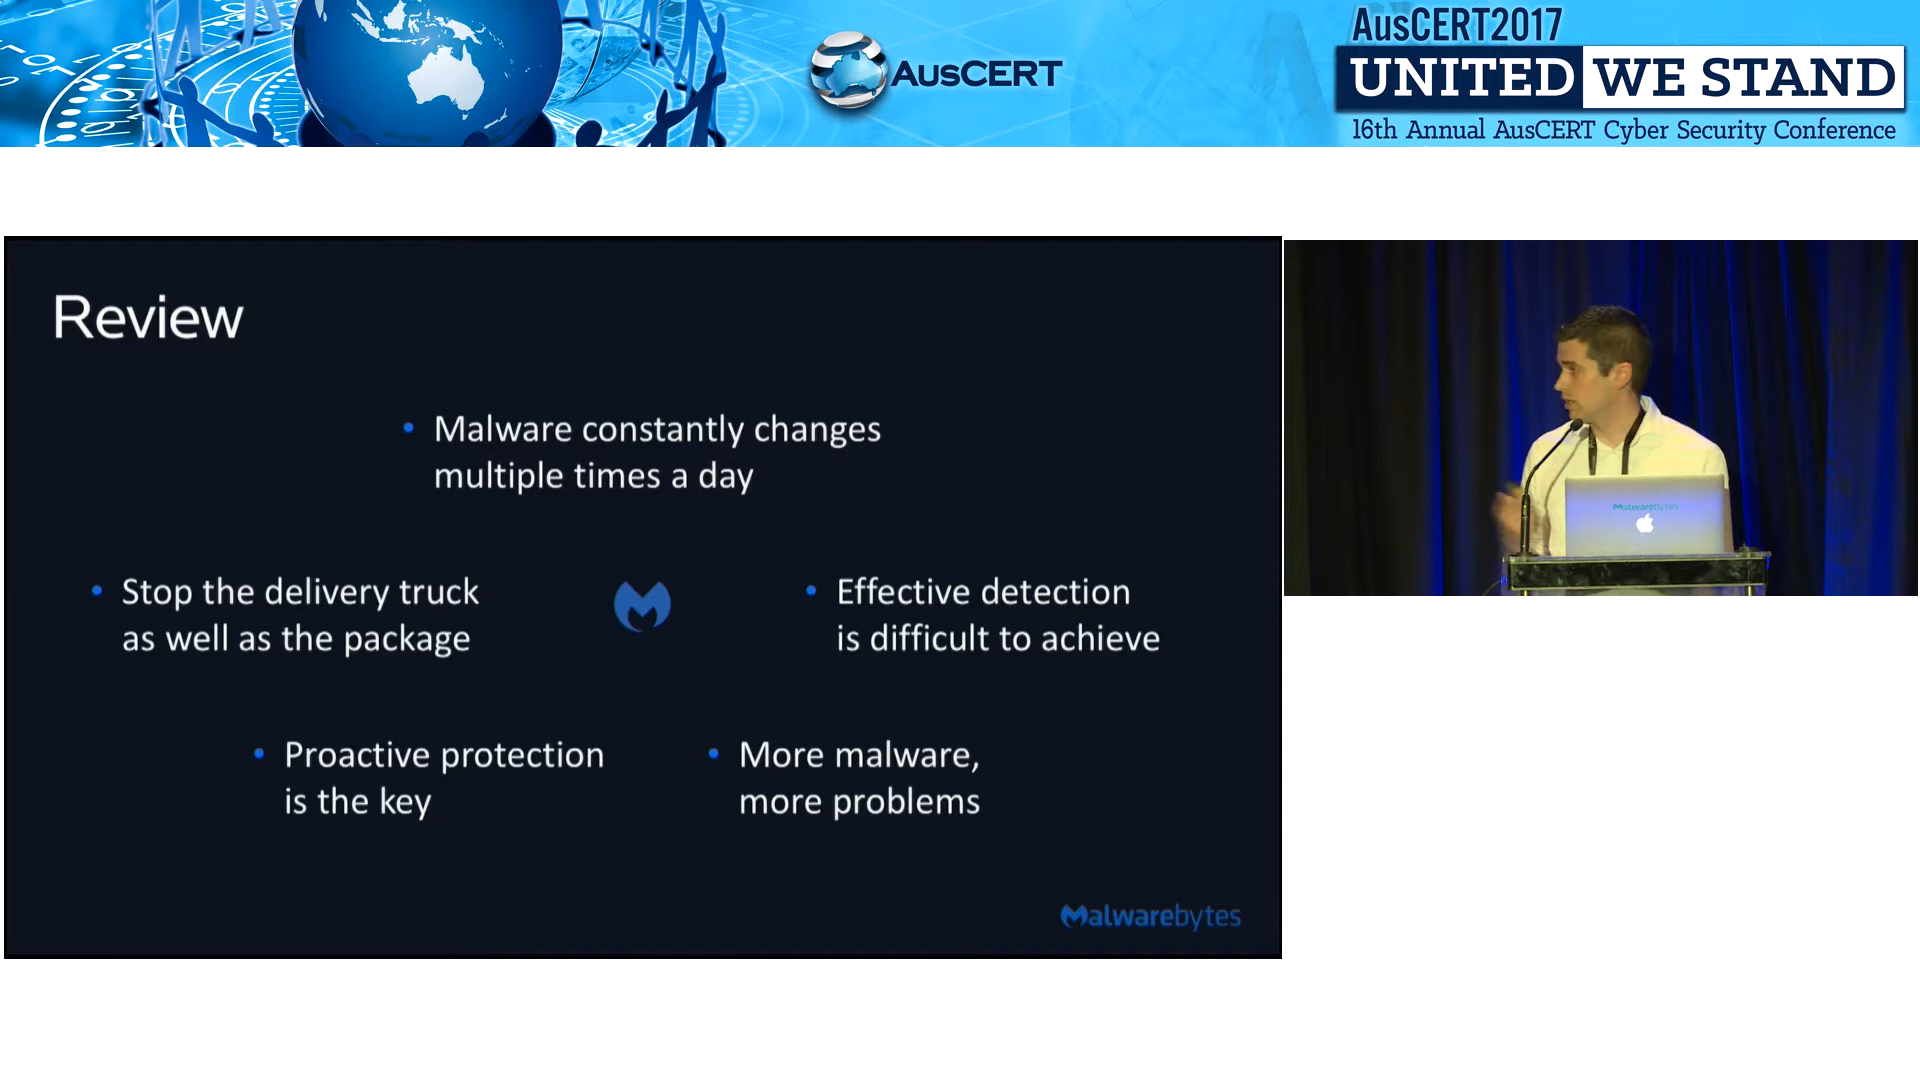 AusCERT
AusCERT2017
UNITED WE STAND
16th Annual AusCERT Cyber Security Conference
Review
• Malware constantly changes
multiple times a day
• Stop the delivery truck
as well as the package
• Effective detection
is difficult to achieve
• Proactive protection
is the key
• More malware,
more problems
Malwarebytes
Malwarebytes